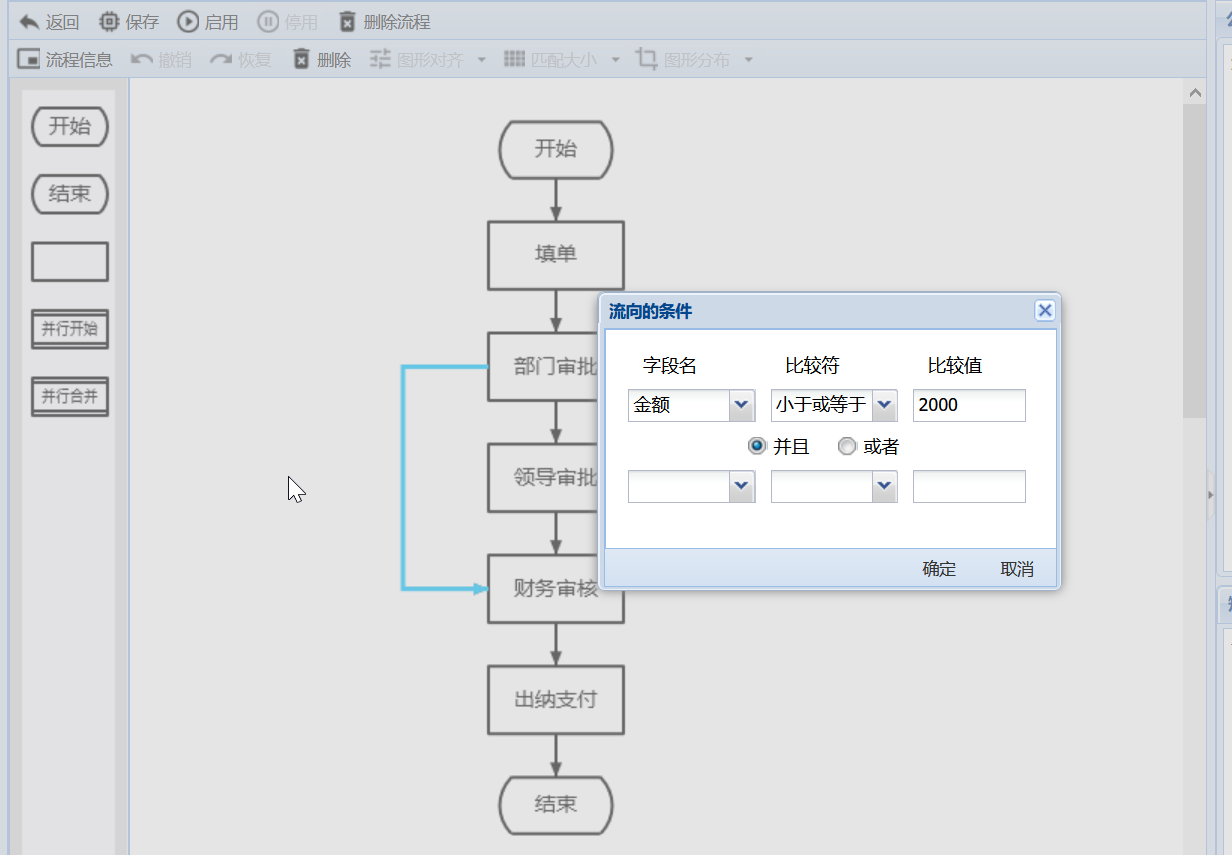 返回 保存 启用 停用 删除流程
流程信息 撤销 恢复 删除 图形对齐 匹配大小 图形分布
开始
结束
并行开始
并行合并
开始
填单
部门审批
领导审批
财务审核
出纳支付
结束
流向的条件
字段名 比较符 比较值
金额 小于或等于 2000
并且 或者
确定 取消